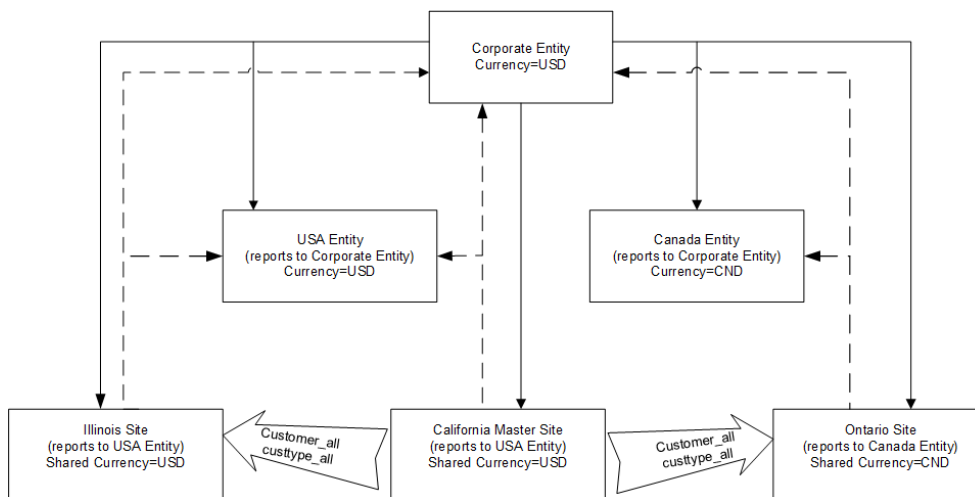 Corporate Entity
Currency=USD
USA Entity
(reports to Corporate Entity)
Currency=USD
Canada Entity
(reports to Corporate Entity)
Currency=CND
Illinois Site
(reports to USA Entity)
Shared Currency=USD
Customer_all
custtype_all
California Master Site
(reports to USA Entity)
Shared Currency=USD
Customer_all
custtype_all
Ontario Site
(reports to Canada Entity)
Shared Currency=CND